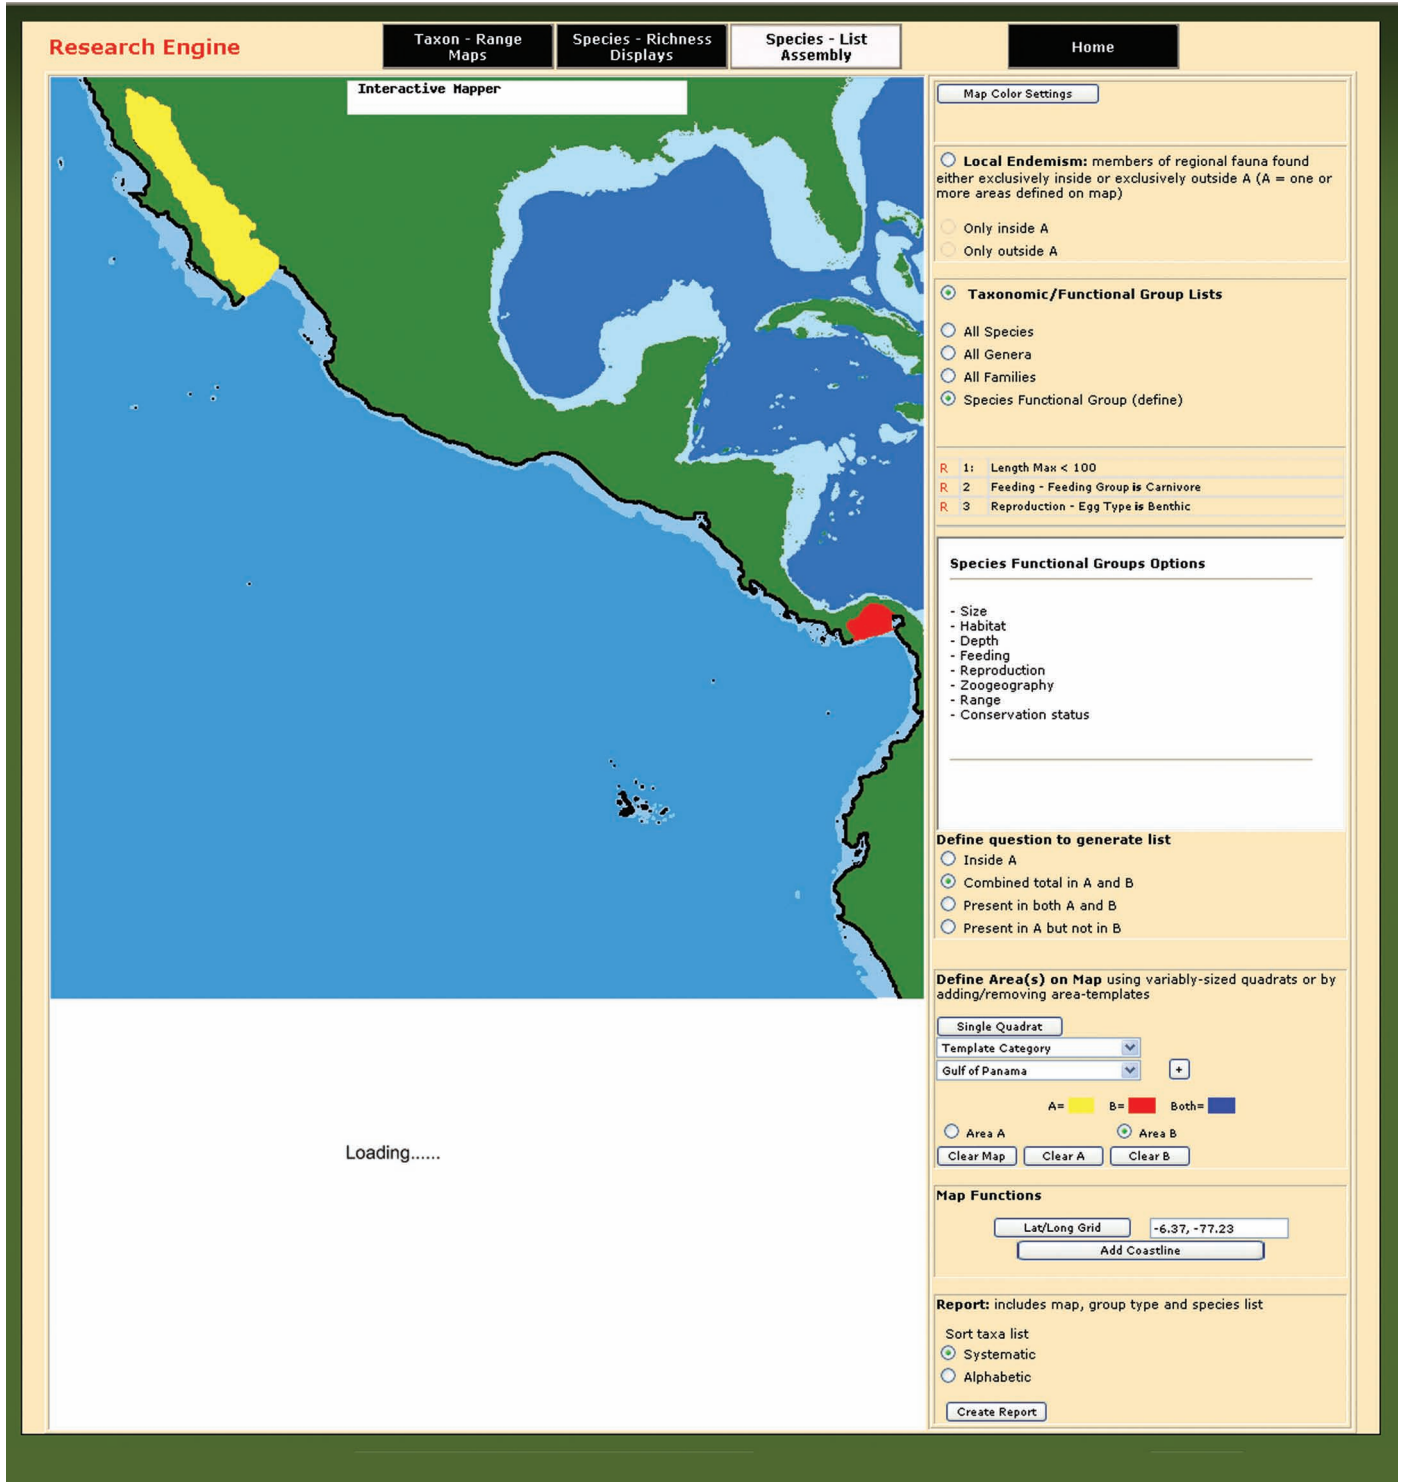 Research Engine
Taxon - Range
Maps
Species - Richness
Displays
Species - List
Assembly
Home
Interactive Mapper
Map Color Settings
Local Endemism: members of regional fauna found
either exclusively inside or exclusively outside A (A = one or
more areas defined on map)
Only inside A
Only outside A
Taxonomic/Functional Group Lists
All Species
All Genera
All Families
Species Functional Group (define)
R 1: Length Max < 100
R 2 Feeding - Feeding Group is Carnivore
R 3 Reproduction - Egg Type is Benthic
Species Functional Groups Options
- Size
- Habitat
- Depth
- Feeding
- Reproduction
- Zoogeography
- Range
- Conservation status
Define question to generate list
Inside A
Combined total in A and B
Present in both A and B
Present in A but not in B
Define Area(s) on Map using variably-sized quadrats or by
adding/removing area-templates
Single Quadrat
Template Category
Gulf of Panama +
A= B= Both=
Area A Area B
Clear Map Clear A Clear B
Loading......
Map Functions
Lat/Long Grid -6.37, -77.23
Add Coastline
Report: includes map, group type and species list
Sort taxa list
Systematic
Alphabetic
Create Report